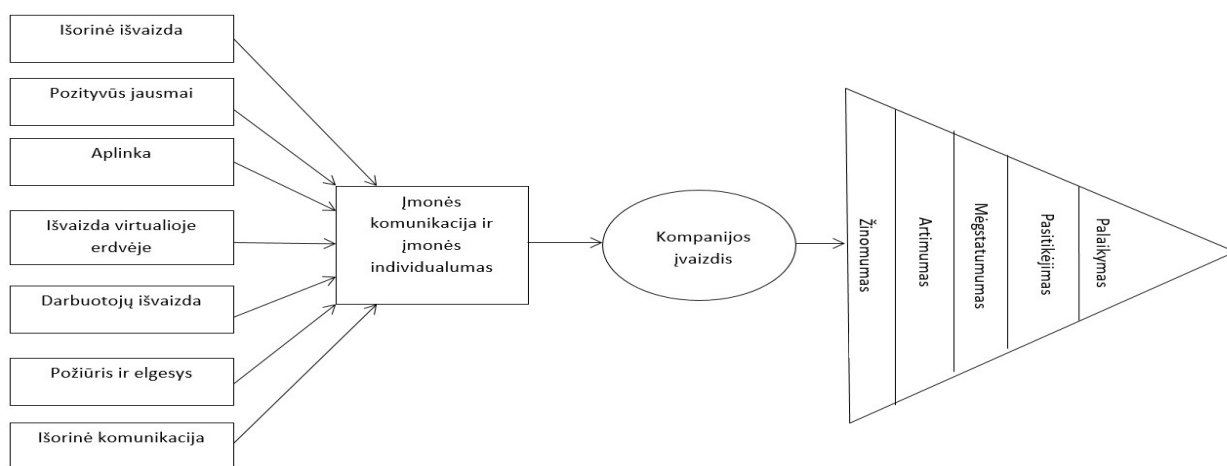 Išorinė išvaizda
Pozityvūs jausmai
Aplinka
Išvaizda virtualioje
erdvėje
Darbuotojų išvaizda
Požiūris ir elgesys
Išorinė komunikacija
Įmonės
komunikacija ir
įmonės
individualumas
Kompanijos
įvaizdis
Žinomumas
Artimumas
Mėgstatumumas
Pasitikėjimas
Palaikymas